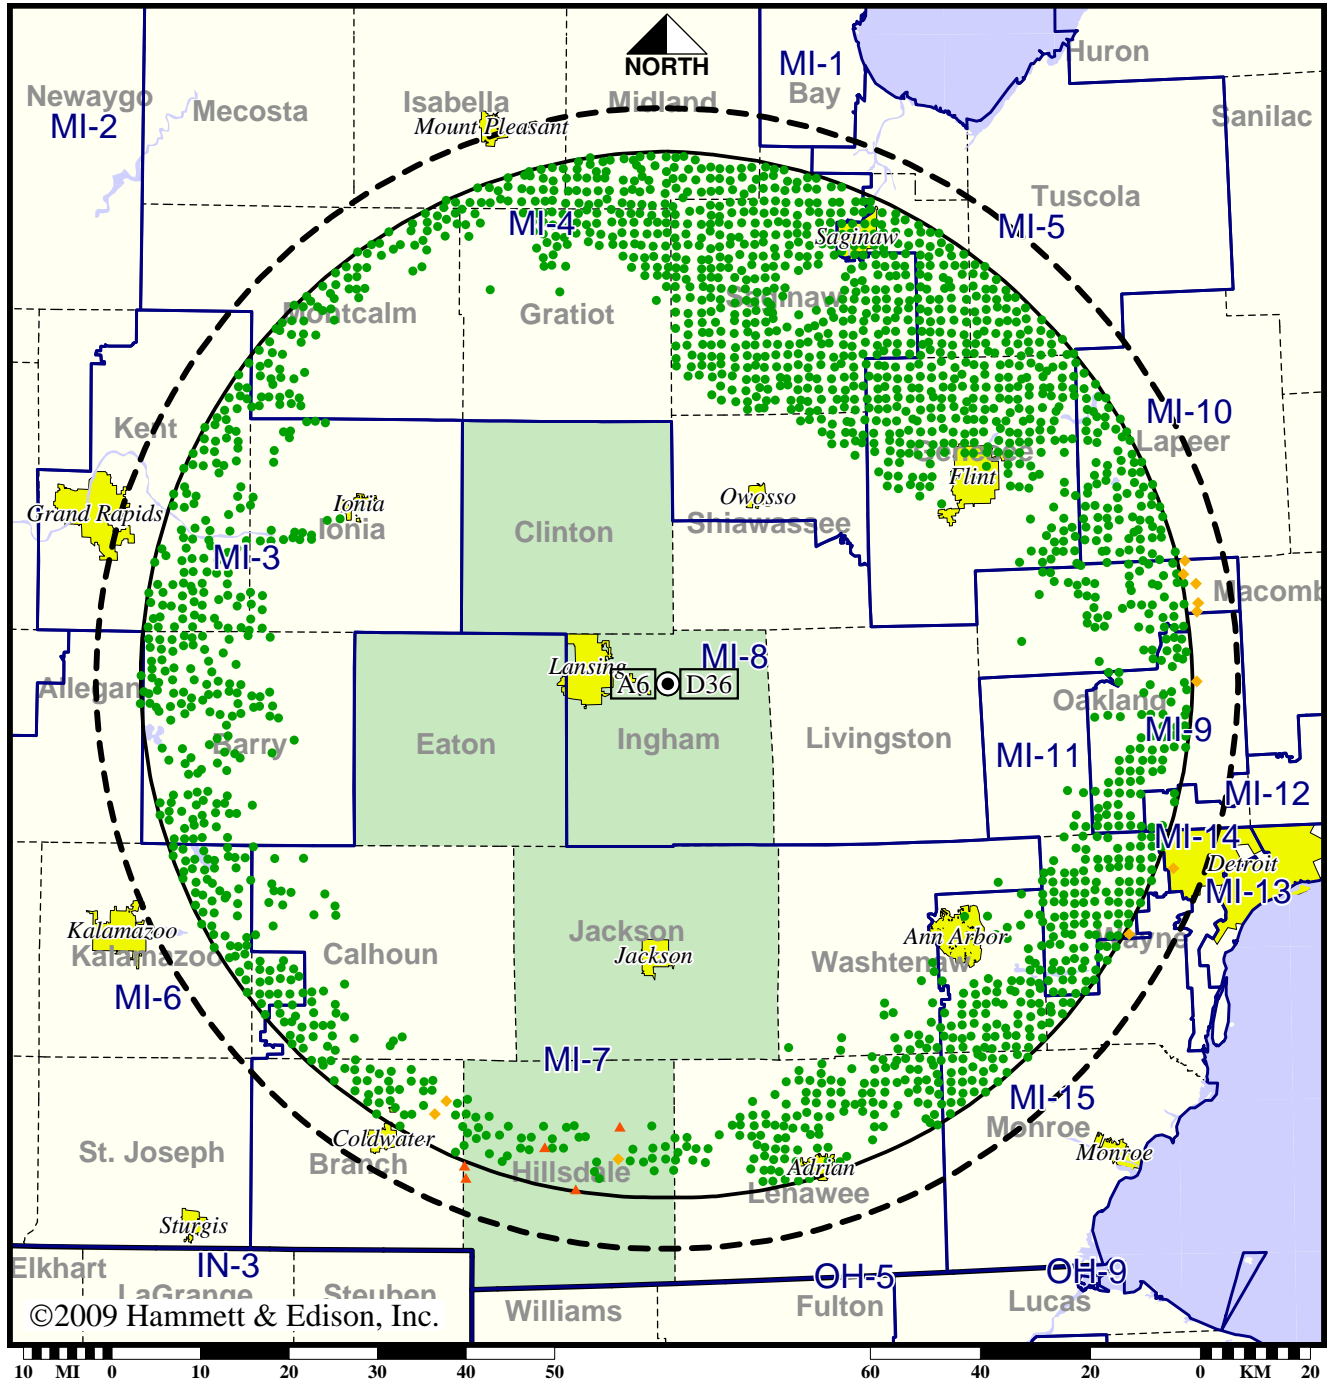 NORTH
Huron
MI-1
Bay
Newaygo
MI-2
Mecosta
Isabella
Mount Pleasant
Midland
Sanilac
Tuscola
MI-5
MI-4
Saginaw
Saginaw
Montcalm
Gratiot
MI-10
Lapeer
Kent
Genesee
Flint
Grand Rapids
Ionia
Ionia
Clinton
Owosso
Shiawassee
MI-3
Macomb
Lansing
MI-8
A6
D36
Allegan
Barry
Eaton
Ingham
Livingston
Oakland
MI-9
MI-11
MI-12
MI-14
Detroit
MI-13
Kalamazoo
Kalamazoo
Calhoun
Jackson
Jackson
Ann Arbor
Washtenaw
Wayne
MI-6
MI-7
MI-15
Monroe
Monroe
St. Joseph
Coldwater
Branch
Hillsdale
Adrian
Lenawee
Sturgis
Elkhart
IN-3
LaGrange
Steuben
OH-5
OH-9
Williams
Fulton
Lucas
©2009 Hammett & Edison, Inc.
10 MI 0 10 20 30 40 50
60 40 20 0 KM 20